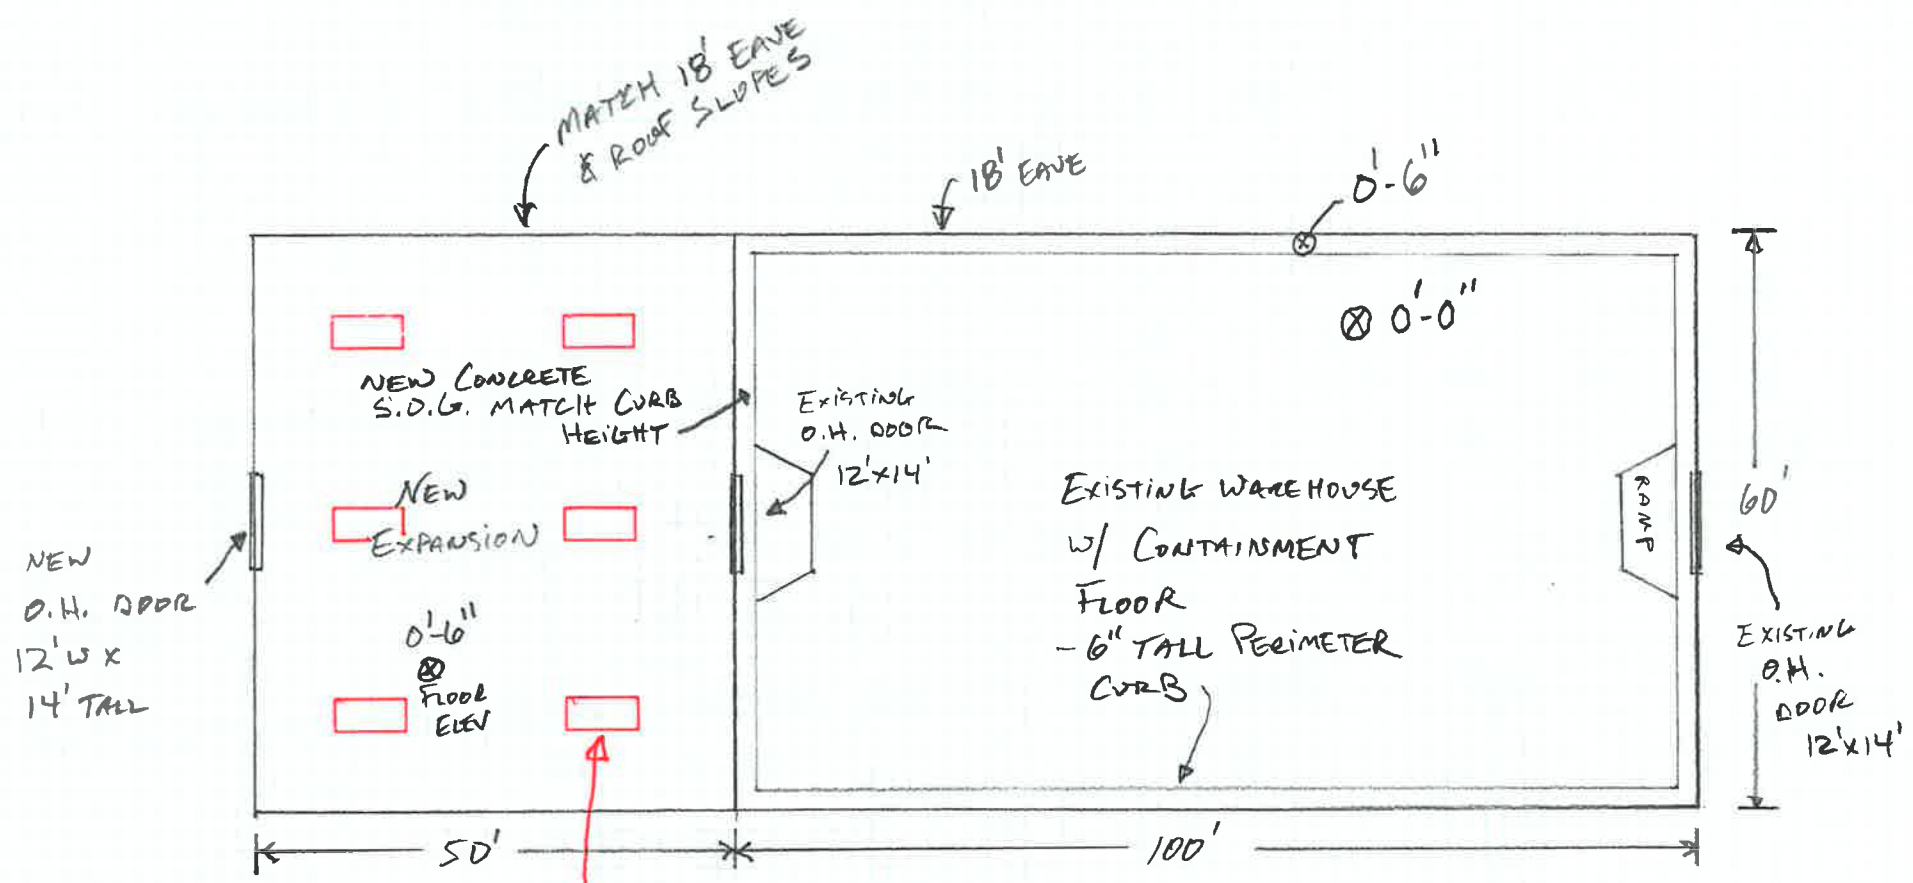 MATCH 18' EAVE
& ROOF SLOPES
18' EAVE
0'-6"
0'-0"
NEW CONCRETE
S.O.G. MATCH CURB
HEIGHT
EXISTING
O.H. DOOR
12'x14'
NEW
EXPANSION
EXISTING WAREHOUSE
W/ CONTAINMENT
FLOOR
- 6" TALL PERIMETER
CURB
RAMP
60'
NEW
O.H. DOOR
12'W x
14' TALL
0'-6"
FLOOR
ELEV
EXISTING
O.H.
DOOR
12'x14'
50'
100'